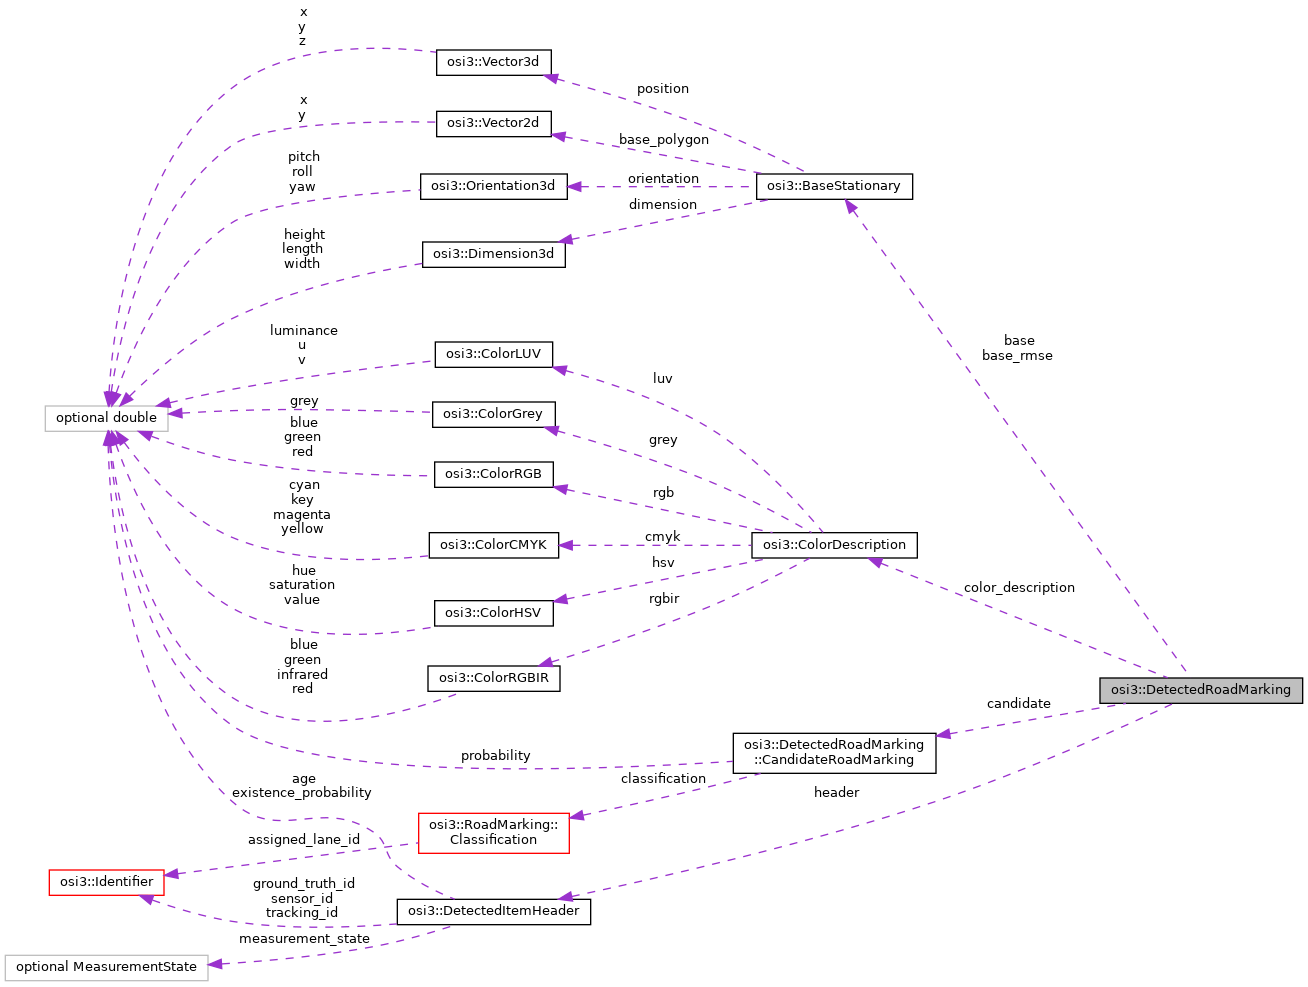 x
y
z
osi3::Vector3d
position
x
y
osi3::Vector2d
base_polygon
pitch
roll
yaw
osi3::Orientation3d
orientation
osi3::BaseStationary
dimension
height
length
width
osi3::Dimension3d
base
base_rmse
luminance
u
v
osi3::ColorLUV
luv
grey
optional double
osi3::ColorGrey
grey
blue
green
red
osi3::ColorRGB
rgb
cyan
key
magenta
yellow
osi3::ColorCMYK
cmyk
osi3::ColorDescription
hsv
hue
saturation
value
osi3::ColorHSV
rgbir
color_description
blue
green
infrared
red
osi3::ColorRGBIR
osi3::DetectedRoadMarking
candidate
probability
osi3::DetectedRoadMarking
::CandidateRoadMarking
age
existence_probability
classification
header
osi3::RoadMarking::
Classification
assigned_lane_id
osi3::Identifier
ground_truth_id
sensor_id
tracking_id
osi3::DetectedItemHeader
measurement_state
optional MeasurementState